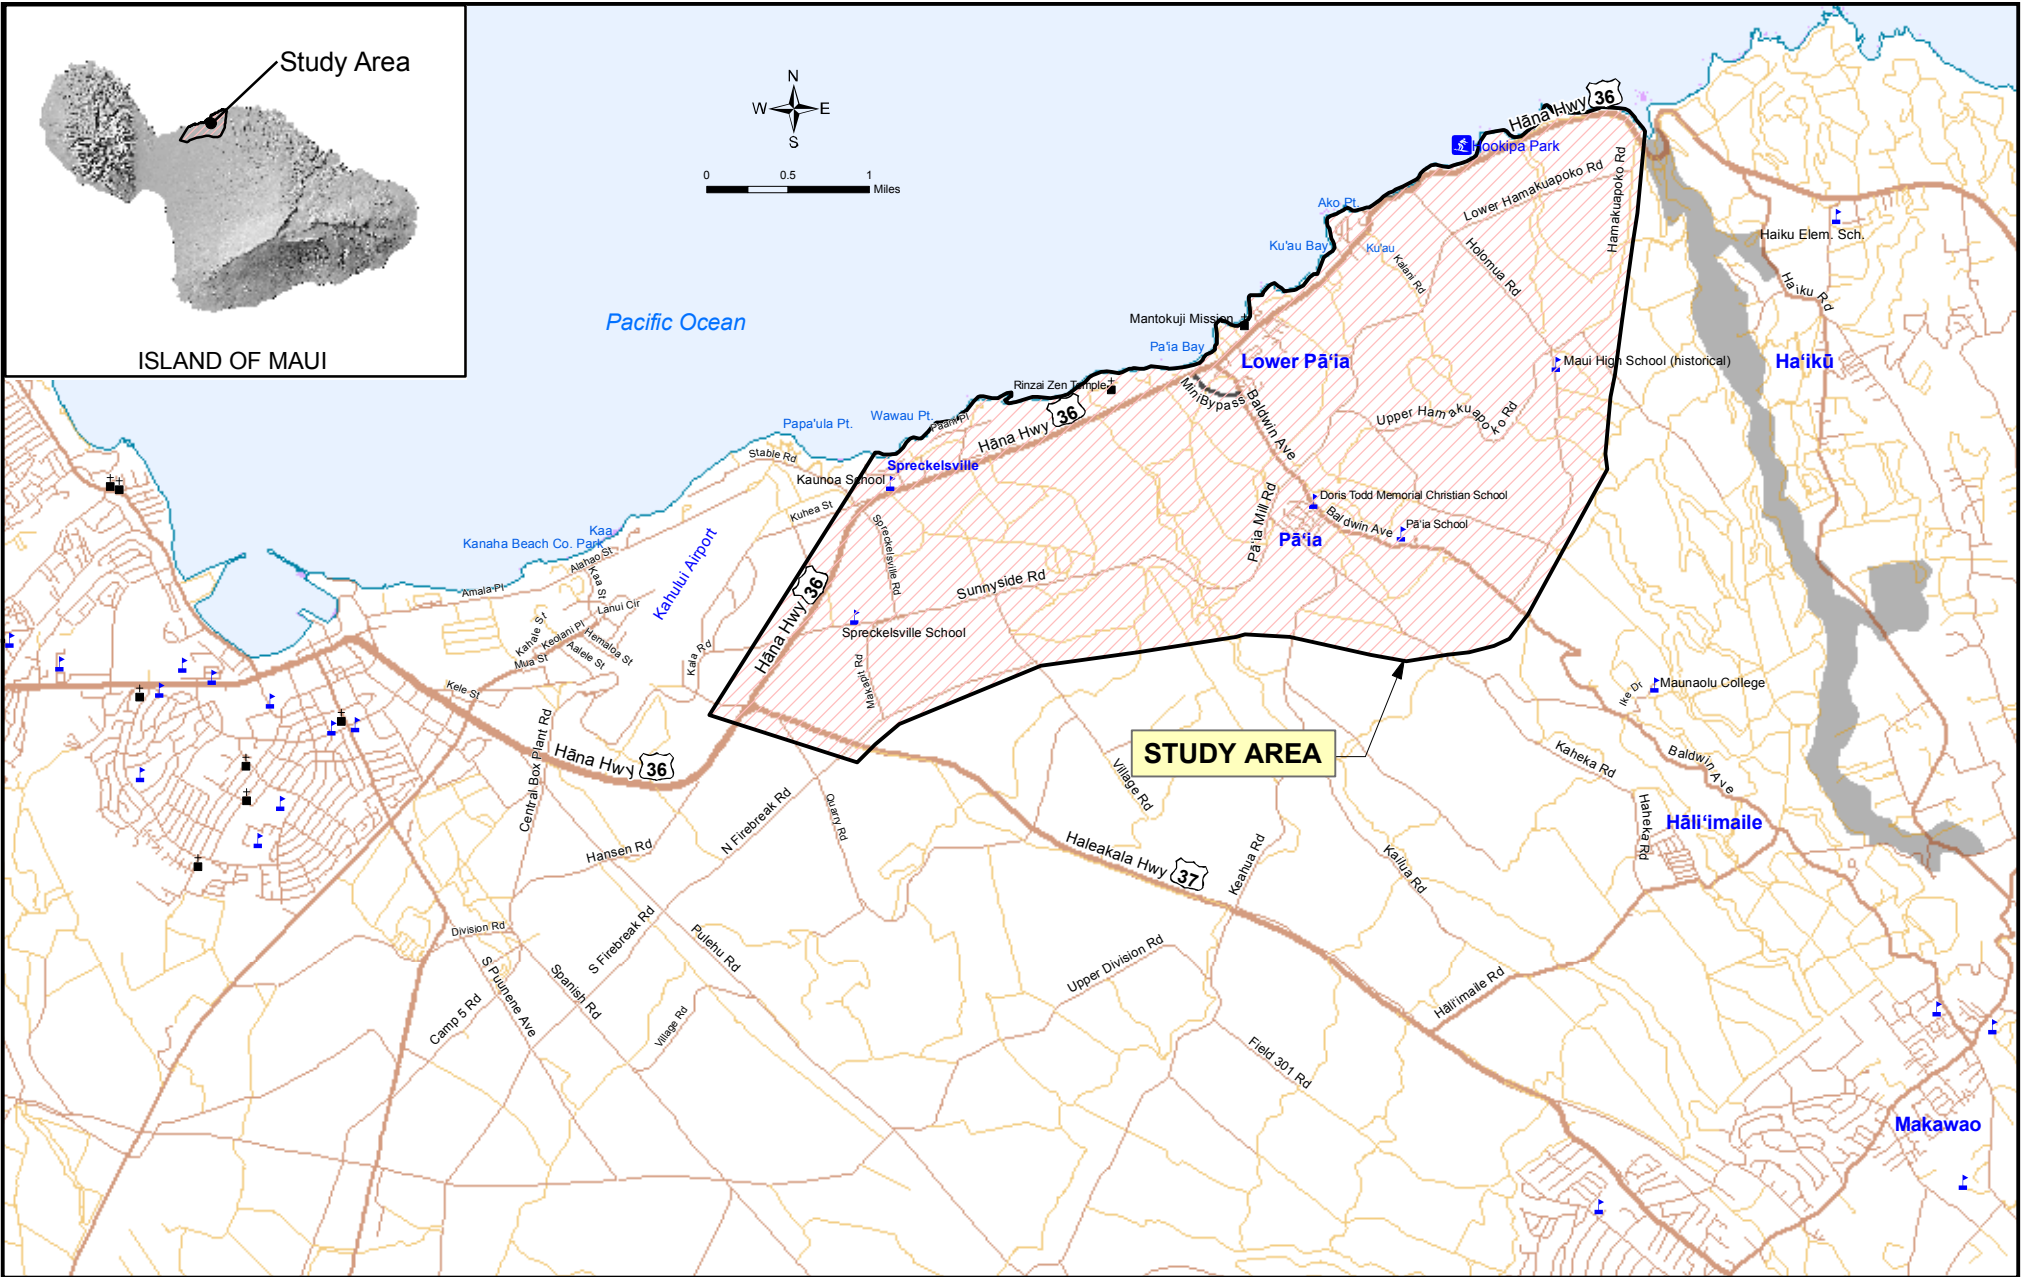 Study Area
ISLAND OF MAUI
N
W
E
S
0
0.5
1
Miles
Pacific Ocean
Hāna Hwy
36
Hookipa Park
Lower Hamakuapoko Rd
Hamakuapoko Rd
Ako Pt.
Ku'au Bay
Ku'au
Kalani Rd
Holomua Rd
Haiku Elem. Sch.
Ha'iku Rd
Mantokuji Mission
Pa'ia Bay
Lower Pā'ia
Maui High School (historical)
Ha'ikū
Rinzai Zen Temple
MiniBypass
Baldwin Ave
Upper Hamakuapoko Rd
Papa'ula Pt.
Wawau Pt.
Paani Pl
Hāna Hwy
36
Stable Rd
Spreckelsville
Kaunoa School
Kuhea St
Spreckelsville Rd
Pā'ia Mill Rd
Doris Todd Memorial Christian School
Baldwin Ave
Pā'ia School
Pā'ia
Kaa
Kanaha Beach Co. Park
Alahao St
Kahului Airport
Amala Pl
Kaa St
Lanui Cir
Kahale St
Keolani Pl
Hemaloa St
Aalele St
Mua St
Kele St
Kala Rd
Hāna Hwy
36
Sunnyside Rd
Spreckelsville School
Makapii Rd
Maunaolu College
Ike Dr
STUDY AREA
Kaheka Rd
Baldwin Ave
Haheka Rd
Hāli'imaile
Central Box Plant Rd
Hāna Hwy
36
Village Rd
N Firebreak Rd
Quarry Rd
Hansen Rd
Haleakala Hwy
37
Keahua Rd
Kailua Rd
Division Rd
S Firebreak Rd
Pulehu Rd
Upper Division Rd
S Puunene Ave
Spanish Rd
Camp 5 Rd
Village Rd
Hāli'imaile Rd
Field 301 Rd
Makawao